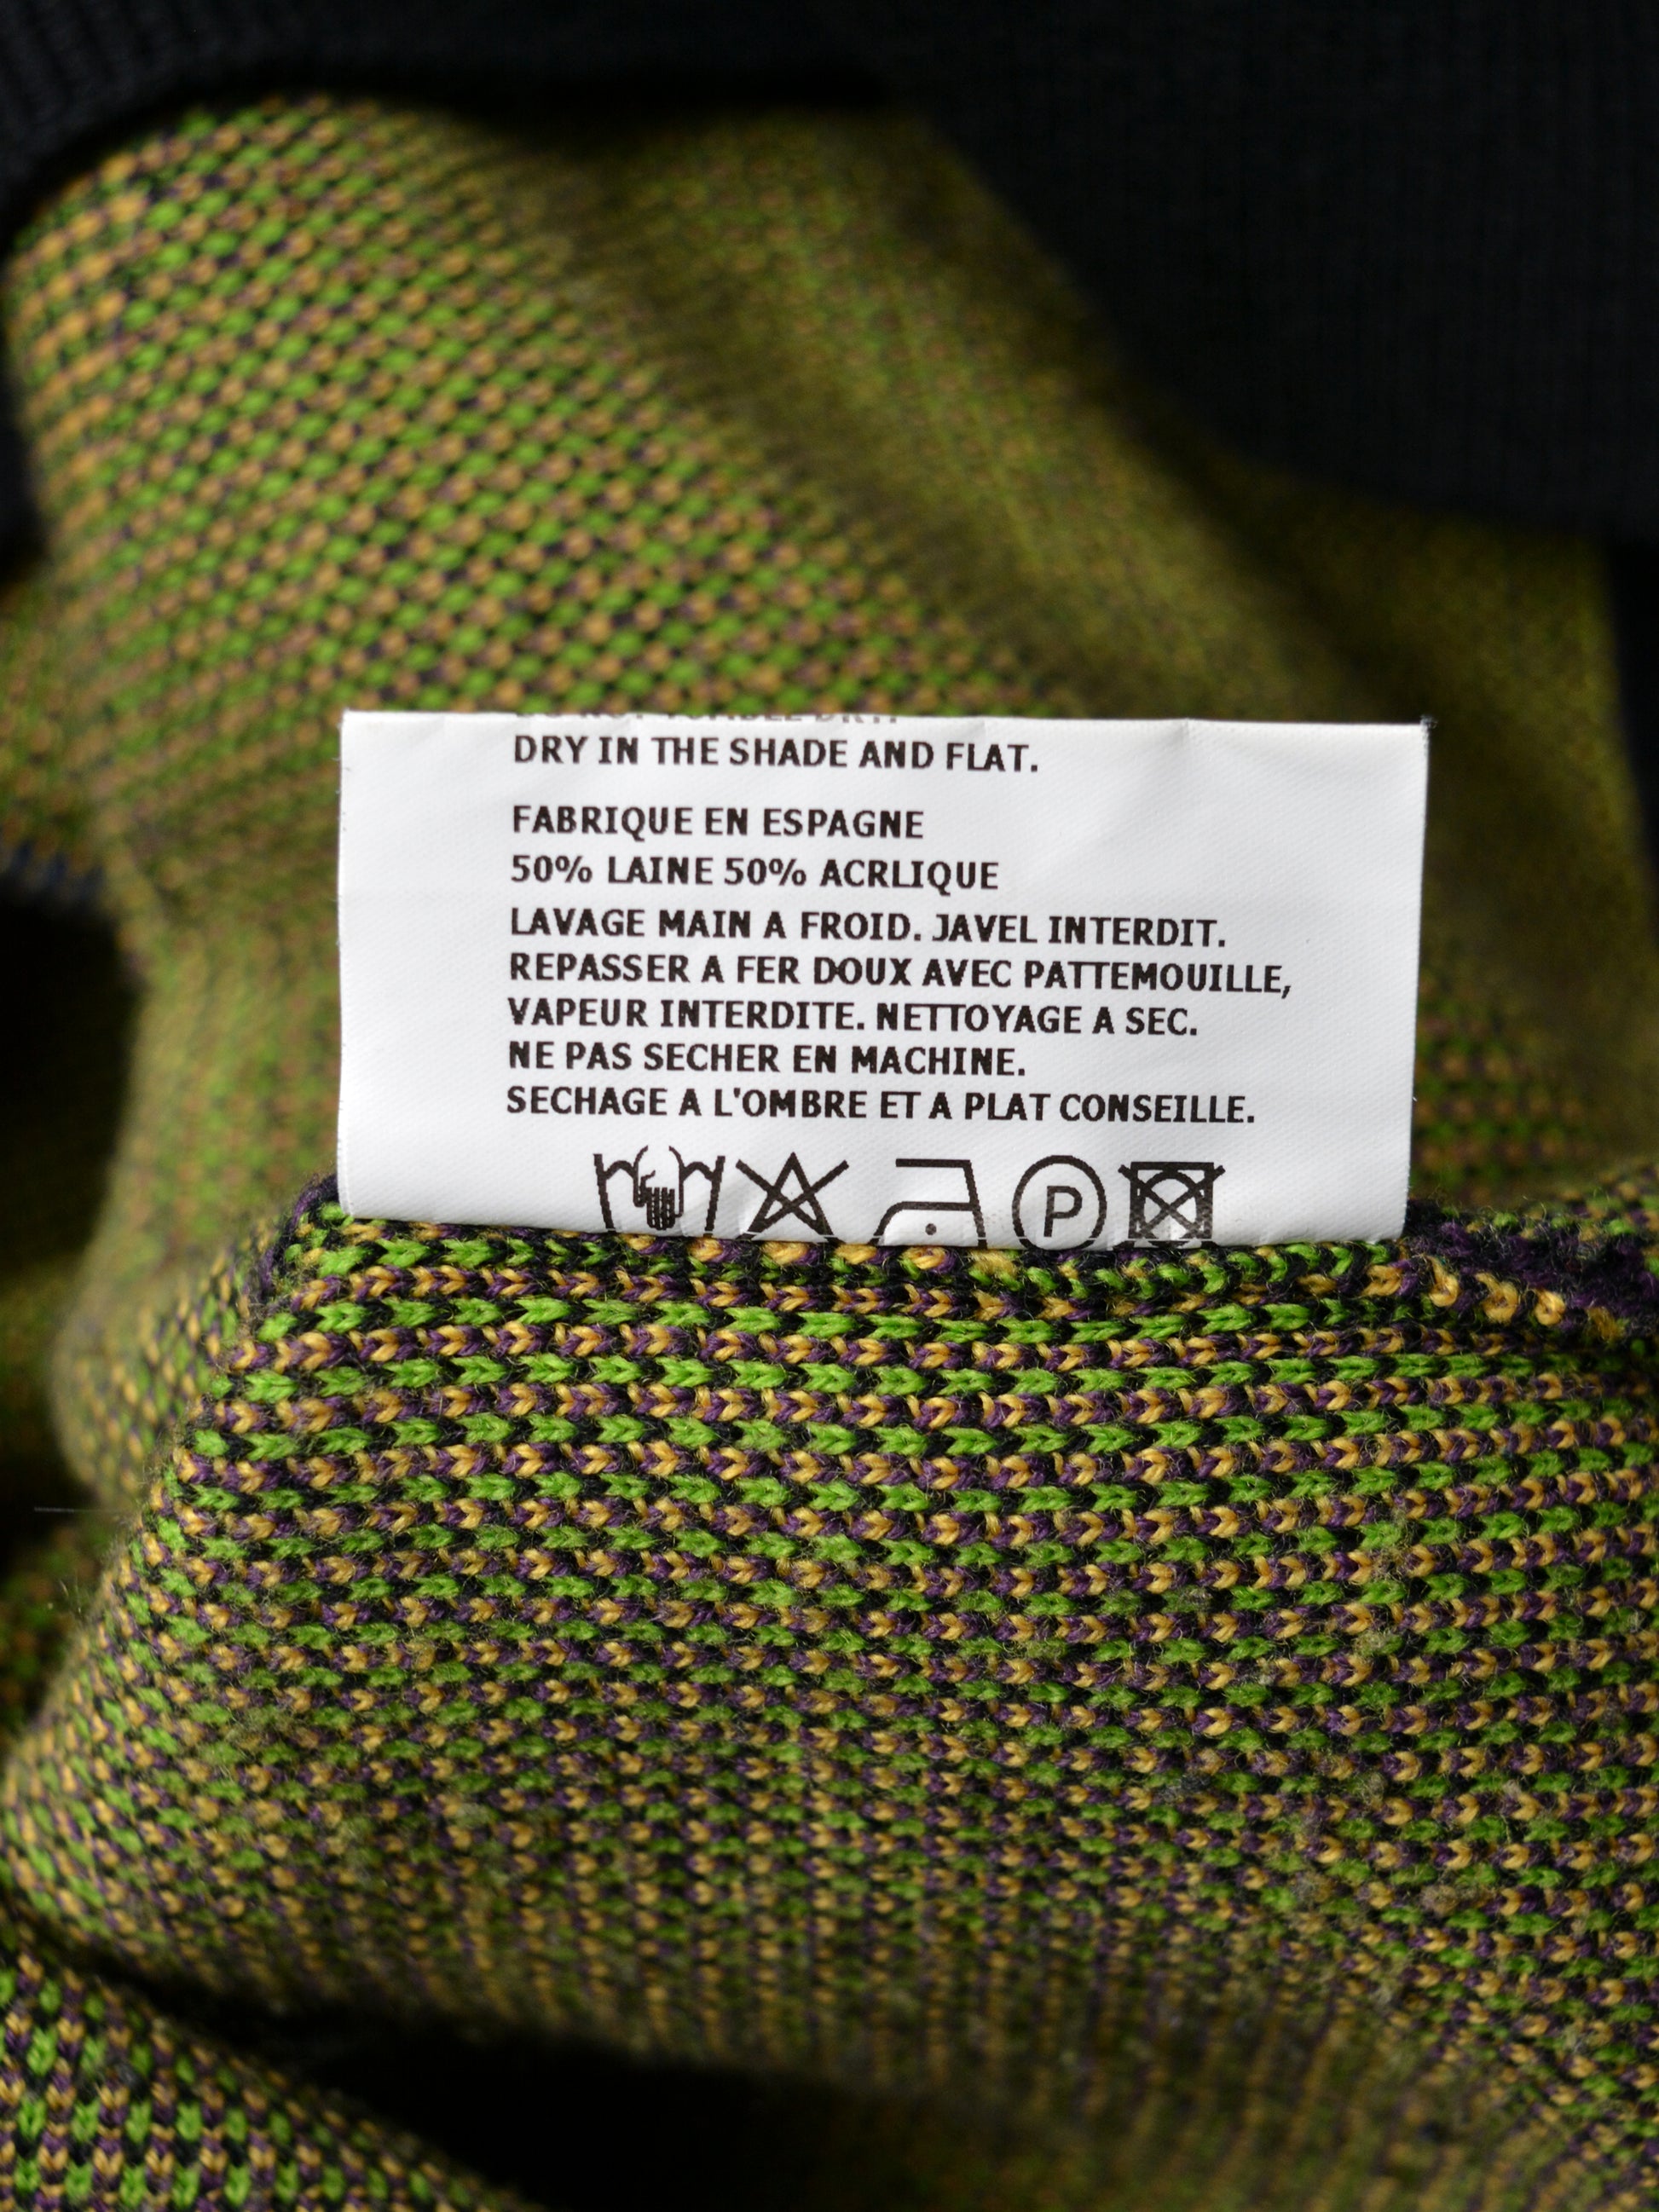 DRY IN THE SHADE AND FLAT.
FABRIQUE EN ESPAGNE
50% LAINE 50% ACRLIQUE
LAVAGE MAIN A FROID. JAVEL INTERDIT.
REPASSER A FER DOUX AVEC PATTEMOUILLE,
VAPEUR INTERDITE. NETTOYAGE A SEC.
NE PAS SECHER EN MACHINE.
SECHAGE A L'OMBRE ET A PLAT CONSEILLE.
P